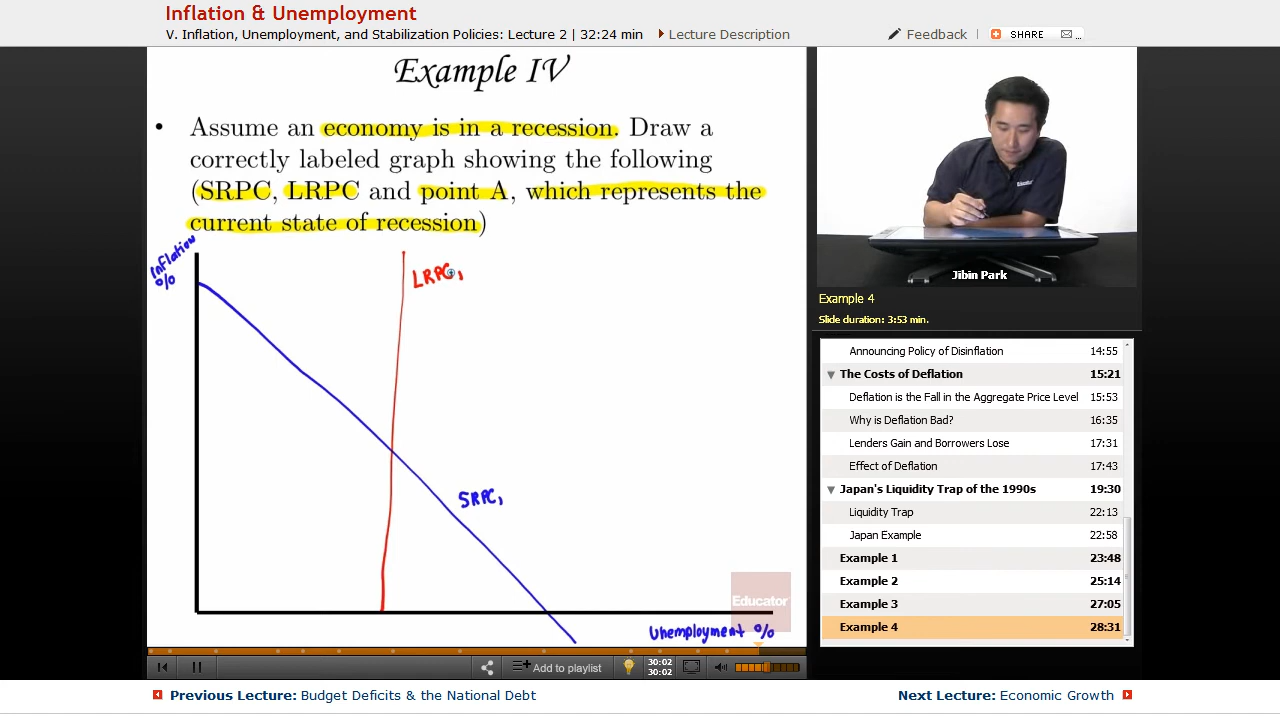 Inflation & Unemployment
V. Inflation, Unemployment, and Stabilization Policies: Lecture 2 | 32:24 min
Lecture Description
Feedback
SHARE
Example IV
• Assume an economy is in a recession. Draw a
correctly labeled graph showing the following
(SRPC, LRPC and point A, which represents the
current state of recession)
Inflation
%
LRPC1
SRPC1
Unemployment %
Educator
Jibin Park
Example 4
Slide duration: 3:53 min.
Announcing Policy of Disinflation 14:55
The Costs of Deflation 15:21
Deflation is the Fall in the Aggregate Price Level 15:53
Why is Deflation Bad? 16:35
Lenders Gain and Borrowers Lose 17:31
Effect of Deflation 17:43
Japan's Liquidity Trap of the 1990s 19:30
Liquidity Trap 22:13
Japan Example 22:58
Example 1 23:48
Example 2 25:14
Example 3 27:05
Example 4 28:31
Add to playlist
30:02
30:02
Previous Lecture: Budget Deficits & the National Debt
Next Lecture: Economic Growth